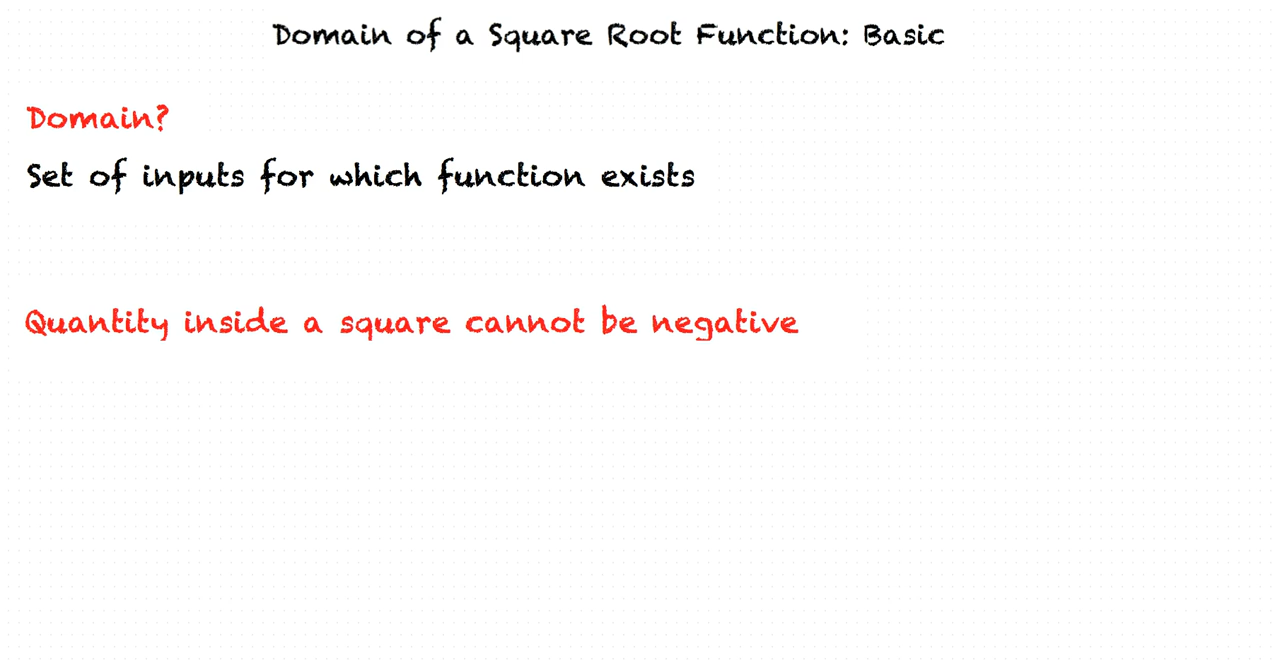 Domain of a Square Root Function: Basic
Domain?
Set of inputs for which function exists
Quantity inside a square cannot be negative